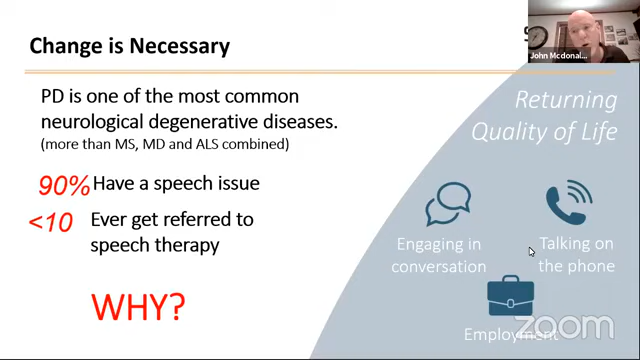 Change is Necessary
S
John Mcdonal...
PD is one of the most common
neurological degenerative diseases.
(more than MS, MD and ALS combined)
90% Have a speech issue
<10 Ever get referred to
speech therapy
WHY?
Returning
Quality of Life
Engaging in
conversation
Talking on
the phone
Employment
zoom